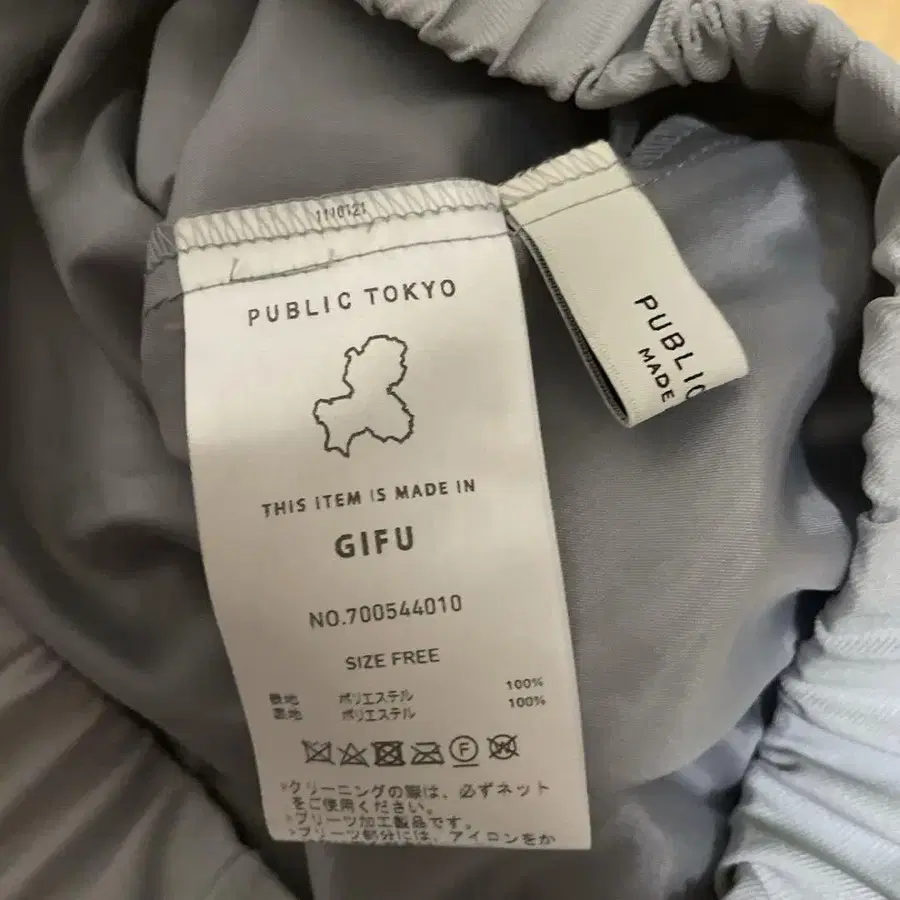 1110121
PUBLIC TOKYO
THIS ITEM IS MADE IN
GIFU
NO.700544010
SIZE FREE
表地 ポリエステル 100%
裏地 ポリエステル 100%
F
W
*クリーニングの際は、必ずネット
をご使用ください。
*プリーツ加工製品です。
*プリーツ部分には、アイロンをか
PUBLIC
MADE